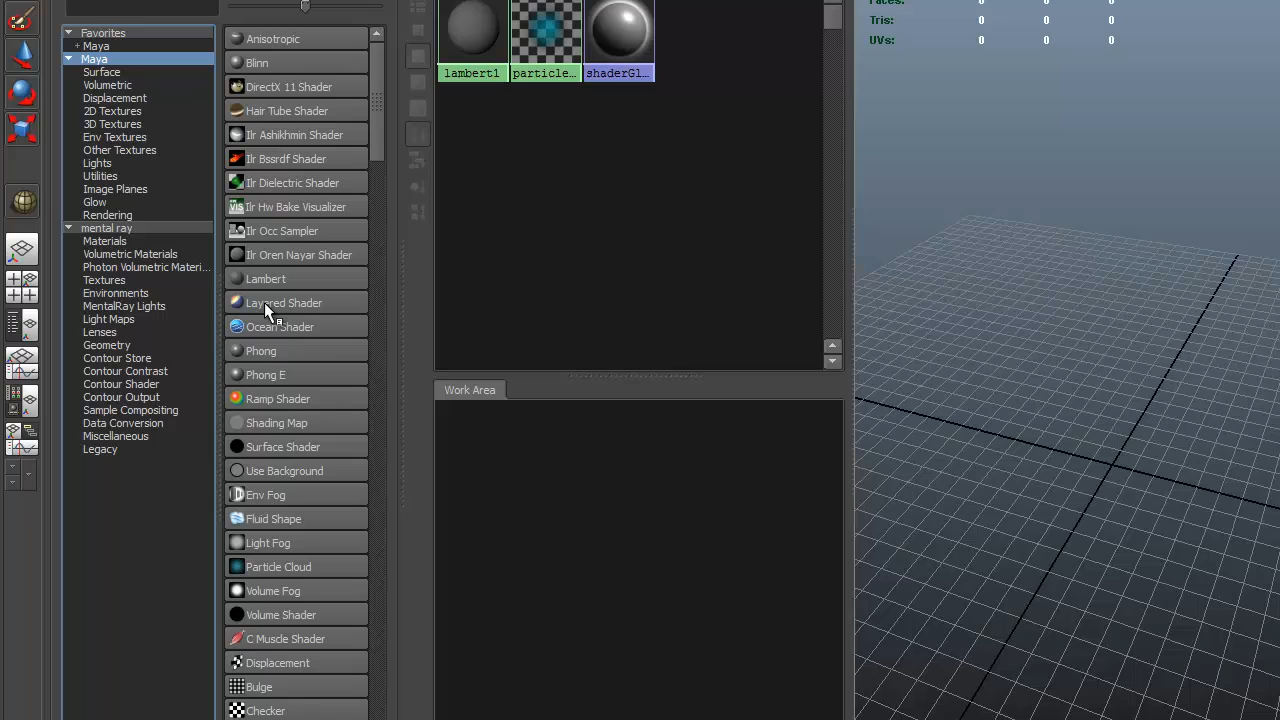 Favorites
+ Maya
Maya
Surface
Volumetric
Displacement
2D Textures
3D Textures
Env Textures
Other Textures
Lights
Utilities
Image Planes
Glow
Rendering
mental ray
Materials
Volumetric Materials
Photon Volumetric Materi...
Textures
Environments
MentalRay Lights
Light Maps
Lenses
Geometry
Contour Store
Contour Contrast
Contour Shader
Contour Output
Sample Compositing
Data Conversion
Miscellaneous
Legacy
Anisotropic
Blinn
DirectX 11 Shader
Hair Tube Shader
Ilr Ashikhmin Shader
Ilr Bssrdf Shader
Ilr Dielectric Shader
VIS Ilr Hw Bake Visualizer
Ilr Occ Sampler
Ilr Oren Nayar Shader
Lambert
Layered Shader
Ocean Shader
Phong
Phong E
Ramp Shader
Shading Map
Surface Shader
Use Background
Env Fog
Fluid Shape
Light Fog
Particle Cloud
Volume Fog
Volume Shader
C Muscle Shader
Displacement
Bulge
Checker
lambert1 particle... shaderGl...
Work Area
Tris: 0 0 0
UVs: 0 0 0